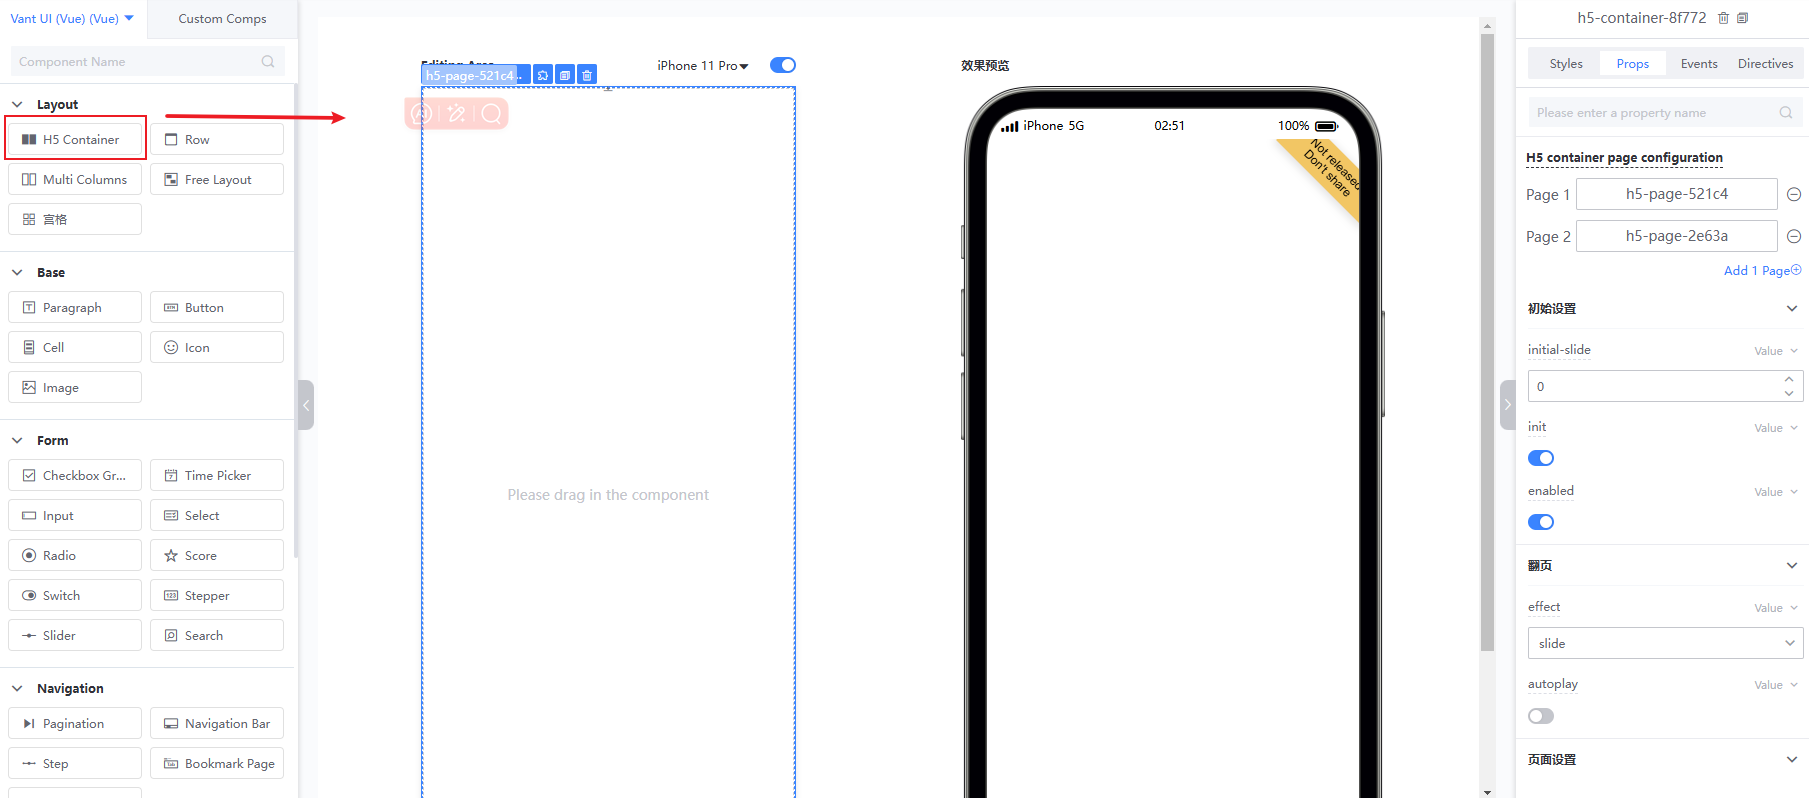 Vant UI (Vue) (Vue)
Custom Comps
Component Name
Layout
H5 Container
Row
Multi Columns
Free Layout
宫格
Base
Paragraph
Button
Cell
Icon
Image
Form
Checkbox Gr...
Time Picker
Input
Select
Radio
Score
Switch
Stepper
Slider
Search
Navigation
Pagination
Navigation Bar
Step
Bookmark Page
Editing Area
iPhone 11 Pro
h5-page-521c4..
Please drag in the component
效果预览
iPhone 5G
02:51
100%
Not released
Don't share
h5-container-8f772
Styles
Props
Events
Directives
Please enter a property name
H5 container page configuration
Page 1
h5-page-521c4
Page 2
h5-page-2e63a
Add 1 Page
初始设置
initial-slide
Value
0
init
Value
enabled
Value
翻页
effect
Value
slide
autoplay
Value
页面设置